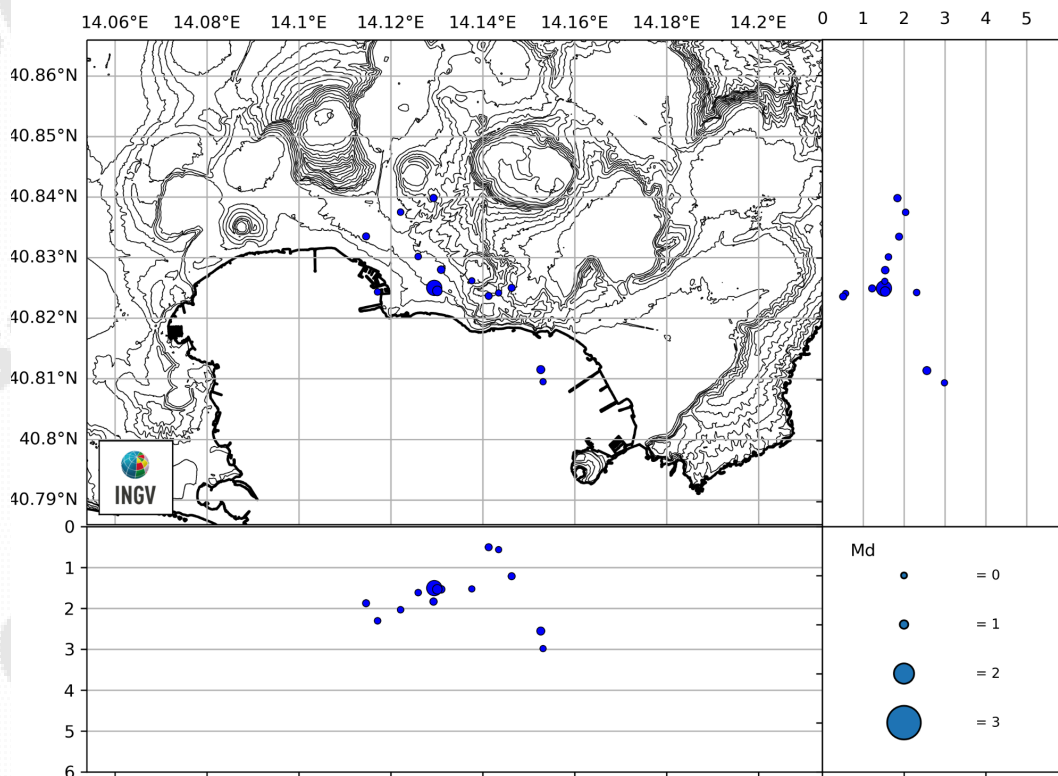 14.06°E 14.08°E 14.1°E 14.12°E 14.14°E 14.16°E 14.18°E 14.2°E 0 1 2 3 4 5
40.86°N
40.85°N
40.84°N
40.83°N
40.82°N
40.81°N
40.8°N
40.79°N
INGV
0
1
2
3
4
5
6
Md
= 0
= 1
= 2
= 3